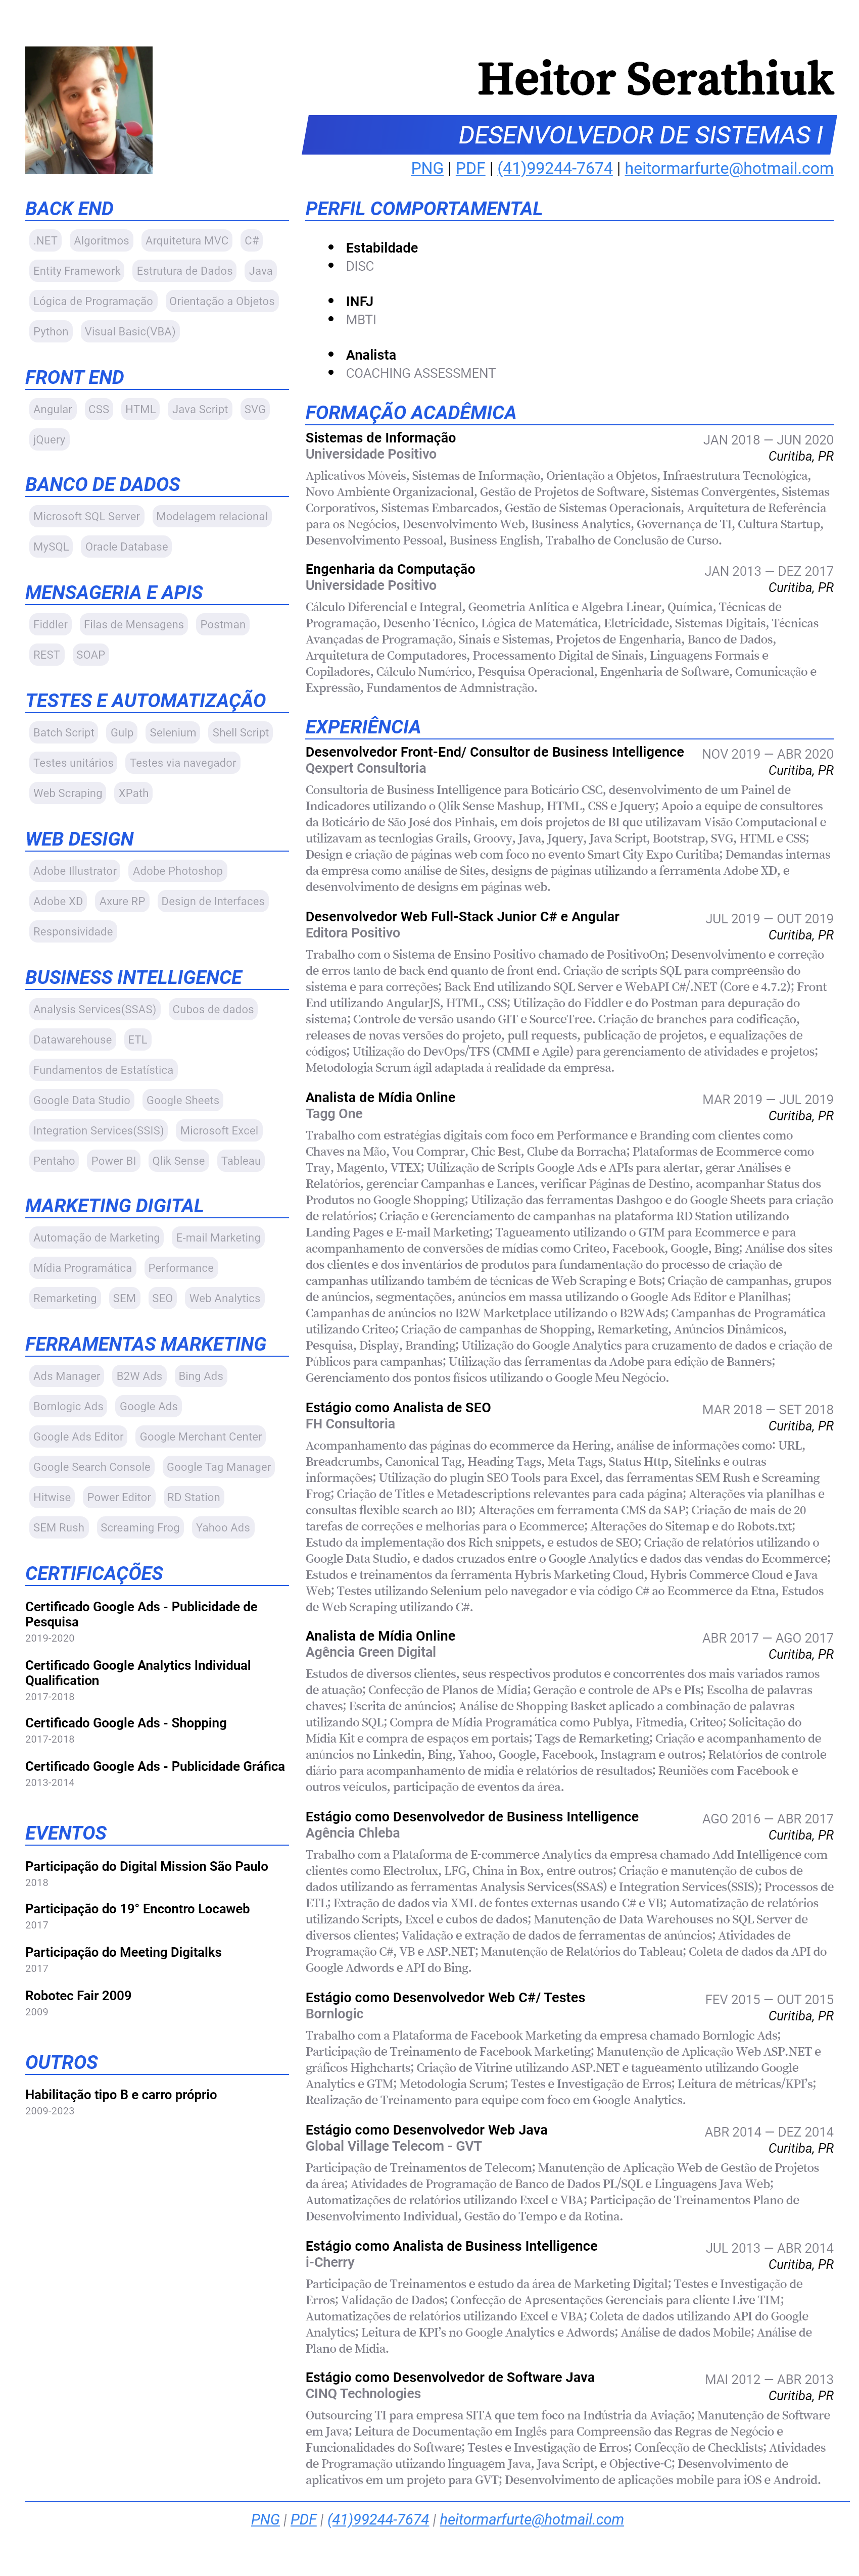 Heitor Serathiuk
DESENVOLVEDOR DE SISTEMAS I
PNG | PDF | (41)99244-7674 | heitormarfurte@hotmail.com
BACK END
.NET Algoritmos Arquitetura MVC C#
Entity Framework Estrutura de Dados Java
Lógica de Programação Orientação a Objetos
Python Visual Basic(VBA)
FRONT END
Angular CSS HTML Java Script SVG
jQuery
BANCO DE DADOS
Microsoft SQL Server Modelagem relacional
MySQL Oracle Database
MENSAGERIA E APIS
Fiddler Filas de Mensagens Postman
REST SOAP
TESTES E AUTOMATIZAÇÃO
Batch Script Gulp Selenium Shell Script
Testes unitários Testes via navegador
Web Scraping XPath
WEB DESIGN
Adobe Illustrator Adobe Photoshop
Adobe XD Axure RP Design de Interfaces
Responsividade
BUSINESS INTELLIGENCE
Analysis Services(SSAS) Cubos de dados
Datawarehouse ETL
Fundamentos de Estatística
Google Data Studio Google Sheets
Integration Services(SSIS) Microsoft Excel
Pentaho Power BI Qlik Sense Tableau
MARKETING DIGITAL
Automação de Marketing E-mail Marketing
Mídia Programática Performance
Remarketing SEM SEO Web Analytics
FERRAMENTAS MARKETING
Ads Manager B2W Ads Bing Ads
Bornlogic Ads Google Ads
Google Ads Editor Google Merchant Center
Google Search Console Google Tag Manager
Hitwise Power Editor RD Station
SEM Rush Screaming Frog Yahoo Ads
CERTIFICAÇÕES
Certificado Google Ads - Publicidade de
Pesquisa
2019-2020
Certificado Google Analytics Individual
Qualification
2017-2018
Certificado Google Ads - Shopping
2017-2018
Certificado Google Ads - Publicidade Gráfica
2013-2014
EVENTOS
Participação do Digital Mission São Paulo
2018
Participação do 19° Encontro Locaweb
2017
Participação do Meeting Digitalks
2017
Robotec Fair 2009
2009
OUTROS
Habilitação tipo B e carro próprio
2009-2023
PERFIL COMPORTAMENTAL
• Estabildade
• DISC
• INFJ
• MBTI
• Analista
• COACHING ASSESSMENT
FORMAÇÃO ACADÊMICA
Sistemas de Informação JAN 2018 — JUN 2020
Universidade Positivo Curitiba, PR
Aplicativos Móveis, Sistemas de Informação, Orientação a Objetos, Infraestrutura Tecnológica,
Novo Ambiente Organizacional, Gestão de Projetos de Software, Sistemas Convergentes, Sistemas
Corporativos, Sistemas Embarcados, Gestão de Sistemas Operacionais, Arquitetura de Referência
para os Negócios, Desenvolvimento Web, Business Analytics, Governança de TI, Cultura Startup,
Desenvolvimento Pessoal, Business English, Trabalho de Conclusão de Curso.
Engenharia da Computação JAN 2013 — DEZ 2017
Universidade Positivo Curitiba, PR
Cálculo Diferencial e Integral, Geometria Anlítica e Algebra Linear, Química, Técnicas de
Programação, Desenho Técnico, Lógica de Matemática, Eletricidade, Sistemas Digitais, Técnicas
Avançadas de Programação, Sinais e Sistemas, Projetos de Engenharia, Banco de Dados,
Arquitetura de Computadores, Processamento Digital de Sinais, Linguagens Formais e
Copiladores, Cálculo Numérico, Pesquisa Operacional, Engenharia de Software, Comunicação e
Expressão, Fundamentos de Admnistração.
EXPERIÊNCIA
Desenvolvedor Front-End/ Consultor de Business Intelligence NOV 2019 — ABR 2020
Qexpert Consultoria Curitiba, PR
Consultoria de Business Intelligence para Boticário CSC, desenvolvimento de um Painel de
Indicadores utilizando o Qlik Sense Mashup, HTML, CSS e Jquery; Apoio a equipe de consultores
da Boticário de São José dos Pinhais, em dois projetos de BI que utilizavam Visão Computacional e
utilizavam as tecnlogias Grails, Groovy, Java, Jquery, Java Script, Bootstrap, SVG, HTML e CSS;
Design e criação de páginas web com foco no evento Smart City Expo Curitiba; Demandas internas
da empresa como análise de Sites, designs de páginas utilizando a ferramenta Adobe XD, e
desenvolvimento de designs em páginas web.
Desenvolvedor Web Full-Stack Junior C# e Angular JUL 2019 — OUT 2019
Editora Positivo Curitiba, PR
Trabalho com o Sistema de Ensino Positivo chamado de PositivoOn; Desenvolvimento e correção
de erros tanto de back end quanto de front end. Criação de scripts SQL para compreensão do
sistema e para correções; Back End utilizando SQL Server e WebAPI C#/.NET (Core e 4.7.2); Front
End utilizando AngularJS, HTML, CSS; Utilização do Fiddler e do Postman para depuração do
sistema; Controle de versão usando GIT e SourceTree. Criação de branches para codificação,
releases de novas versões do projeto, pull requests, publicação de projetos, e equalizações de
códigos; Utilização do DevOps/TFS (CMMI e Agile) para gerenciamento de atividades e projetos;
Metodologia Scrum ágil adaptada à realidade da empresa.
Analista de Mídia Online MAR 2019 — JUL 2019
Tagg One Curitiba, PR
Trabalho com estratégias digitais com foco em Performance e Branding com clientes como
Chaves na Mão, Vou Comprar, Chic Best, Clube da Borracha; Plataformas de Ecommerce como
Tray, Magento, VTEX; Utilização de Scripts Google Ads e APIs para alertar, gerar Análises e
Relatórios, gerenciar Campanhas e Lances, verificar Páginas de Destino, acompanhar Status dos
Produtos no Google Shopping; Utilização das ferramentas Dashgoo e do Google Sheets para criação
de relatórios; Criação e Gerenciamento de campanhas na plataforma RD Station utilizando
Landing Pages e E-mail Marketing; Tagueamento utilizando o GTM para Ecommerce e para
acompanhamento de conversões de mídias como Criteo, Facebook, Google, Bing; Análise dos sites
dos clientes e dos inventários de produtos para fundamentação do processo de criação de
campanhas utilizando também de técnicas de Web Scraping e Bots; Criação de campanhas, grupos
de anúncios, segmentações, anúncios em massa utilizando o Google Ads Editor e Planilhas;
Campanhas de anúncios no B2W Marketplace utilizando o B2WAds; Campanhas de Programática
utilizando Criteo; Criação de campanhas de Shopping, Remarketing, Anúncios Dinâmicos,
Pesquisa, Display, Branding; Utilização do Google Analytics para cruzamento de dados e criação de
Públicos para campanhas; Utilização das ferramentas da Adobe para edição de Banners;
Gerenciamento dos pontos físicos utilizando o Google Meu Negócio.
Estágio como Analista de SEO MAR 2018 — SET 2018
FH Consultoria Curitiba, PR
Acompanhamento das páginas do ecommerce da Hering, análise de informações como: URL,
Breadcrumbs, Canonical Tag, Heading Tags, Meta Tags, Status Http, Sitelinks e outras
informações; Utilização do plugin SEO Tools para Excel, das ferramentas SEM Rush e Screaming
Frog; Criação de Titles e Metadescriptions relevantes para cada página; Alterações via planilhas e
consultas flexible search ao BD; Alterações em ferramenta CMS da SAP; Criação de mais de 20
tarefas de correções e melhorias para o Ecommerce; Alterações do Sitemap e do Robots.txt;
Estudo da implementação dos Rich snippets, e estudos de SEO; Criação de relatórios utilizando o
Google Data Studio, e dados cruzados entre o Google Analytics e dados das vendas do Ecommerce;
Estudos e treinamentos da ferramenta Hybris Marketing Cloud, Hybris Commerce Cloud e Java
Web; Testes utilizando Selenium pelo navegador e via código C# ao Ecommerce da Etna, Estudos
de Web Scraping utilizando C#.
Analista de Mídia Online ABR 2017 — AGO 2017
Agência Green Digital Curitiba, PR
Estudos de diversos clientes, seus respectivos produtos e concorrentes dos mais variados ramos
de atuação; Confecção de Planos de Mídia; Geração e controle de APs e PIs; Escolha de palavras
chaves; Escrita de anúncios; Análise de Shopping Basket aplicado a combinação de palavras
utilizando SQL; Compra de Mídia Programática como Publya, Fitmedia, Criteo; Solicitação do
Mídia Kit e compra de espaços em portais; Tags de Remarketing; Criação e acompanhamento de
anúncios no Linkedin, Bing, Yahoo, Google, Facebook, Instagram e outros; Relatórios de controle
diário para acompanhamento de mídia e relatórios de resultados; Reuniões com Facebook e
outros veículos, participação de eventos da área.
Estágio como Desenvolvedor de Business Intelligence AGO 2016 — ABR 2017
Agência Chleba Curitiba, PR
Trabalho com a Plataforma de E-commerce Analytics da empresa chamado Add Intelligence com
clientes como Electrolux, LFG, China in Box, entre outros; Criação e manutenção de cubos de
dados utilizando as ferramentas Analysis Services(SSAS) e Integration Services(SSIS); Processos de
ETL; Extração de dados via XML de fontes externas usando C# e VB; Automatização de relatórios
utilizando Scripts, Excel e cubos de dados; Manutenção de Data Warehouses no SQL Server de
diversos clientes; Validação e extração de dados de ferramentas de anúncios; Atividades de
Programação C#, VB e ASP.NET; Manutenção de Relatórios do Tableau; Coleta de dados da API do
Google Adwords e API do Bing.
Estágio como Desenvolvedor Web C#/ Testes FEV 2015 — OUT 2015
Bornlogic Curitiba, PR
Trabalho com a Plataforma de Facebook Marketing da empresa chamado Bornlogic Ads;
Participação de Treinamento de Facebook Marketing; Manutenção de Aplicação Web ASP.NET e
gráficos Highcharts; Criação de Vitrine utilizando ASP.NET e tagueamento utilizando Google
Analytics e GTM; Metodologia Scrum; Testes e Investigação de Erros; Leitura de métricas/KPI's;
Realização de Treinamento para equipe com foco em Google Analytics.
Estágio como Desenvolvedor Web Java ABR 2014 — DEZ 2014
Global Village Telecom - GVT Curitiba, PR
Participação de Treinamentos de Telecom; Manutenção de Aplicação Web de Gestão de Projetos
da área; Atividades de Programação de Banco de Dados PL/SQL e Linguagens Java Web;
Automatizações de relatórios utilizando Excel e VBA; Participação de Treinamentos Plano de
Desenvolvimento Individual, Gestão do Tempo e da Rotina.
Estágio como Analista de Business Intelligence JUL 2013 — ABR 2014
i-Cherry Curitiba, PR
Participação de Treinamentos e estudo da área de Marketing Digital; Testes e Investigação de
Erros; Validação de Dados; Confecção de Apresentações Gerenciais para cliente Live TIM;
Automatizações de relatórios utilizando Excel e VBA; Coleta de dados utilizando API do Google
Analytics; Leitura de KPI's no Google Analytics e Adwords; Análise de dados Mobile; Análise de
Plano de Mídia.
Estágio como Desenvolvedor de Software Java MAI 2012 — ABR 2013
CINQ Technologies Curitiba, PR
Outsourcing TI para empresa SITA que tem foco na Indústria da Aviação; Manutenção de Software
em Java; Leitura de Documentação em Inglês para Compreensão das Regras de Negócio e
Funcionalidades do Software; Testes e Investigação de Erros; Confecção de Checklists; Atividades
de Programação utiizando linguagem Java, Java Script, e Objective-C; Desenvolvimento de
aplicativos em um projeto para GVT; Desenvolvimento de aplicações mobile para iOS e Android.
PNG | PDF | (41)99244-7674 | heitormarfurte@hotmail.com